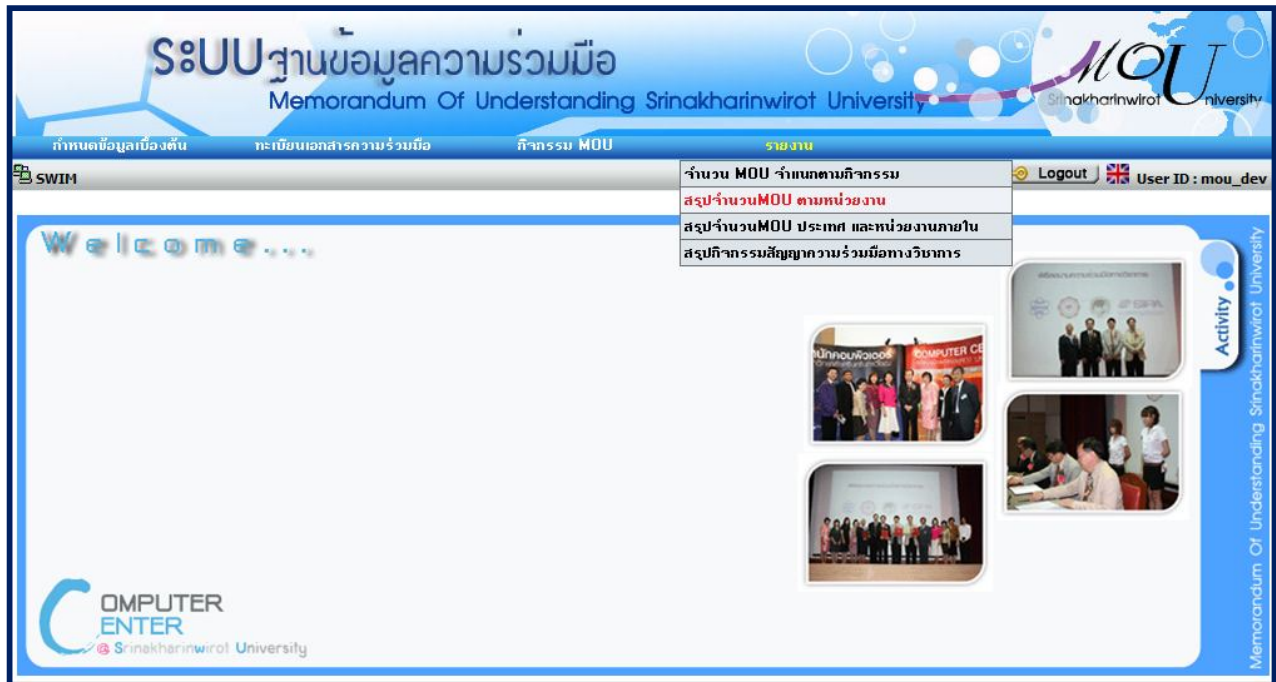 ระบบฐานข้อมูลความร่วมมือ
Memorandum Of Understanding Srinakharinwirot University
MOU
Srinakharinwirot University
กำหนดข้อมูลเบื้องต้น ทะเบียนเอกสารความร่วมมือ กิจกรรม MOU รายงาน
SWIM
จำนวน MOU จำแนกตามกิจกรรม
สรุปจำนวนMOU ตามหน่วยงาน
สรุปจำนวนMOU ประเทศ และหน่วยงานภายใน
สรุปกิจกรรมสัญญาความร่วมมือทางวิชาการ
Logout User ID : mou_dev
Welcome...
Activity
Memorandum Of Understanding Srinakharinwirot University
SIPA
COMPUTER CE
COMPUTER
CENTER
@ Srinakharinwirot University